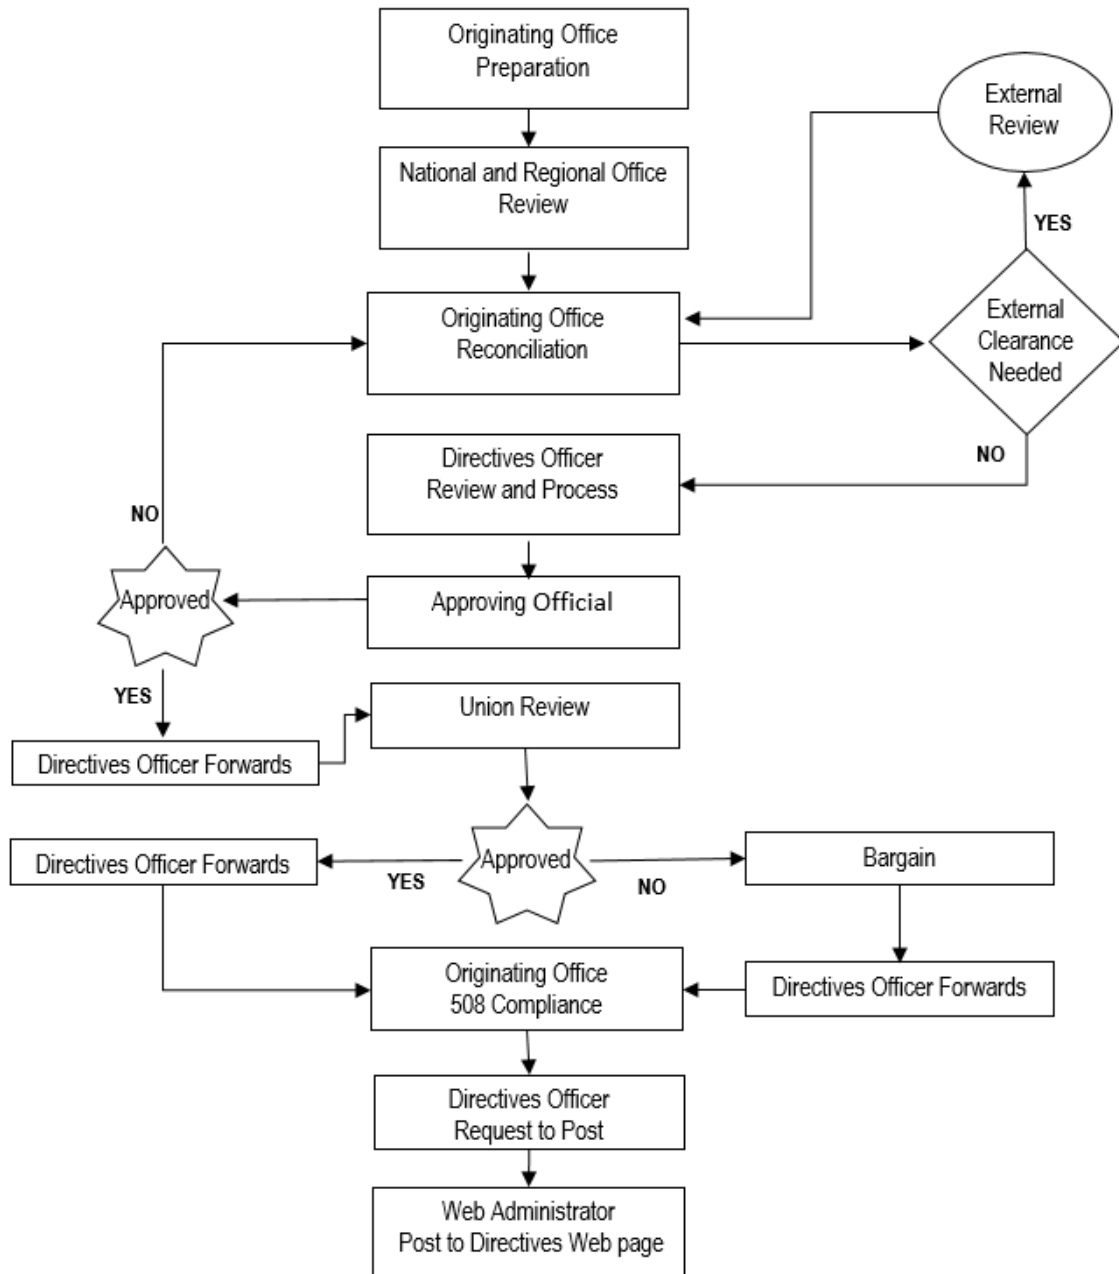 Originating Office
Preparation
External
Review
National and Regional Office
Review
YES
Originating Office
Reconciliation
External
Clearance
Needed
NO
Directives Officer
Review and Process
NO
Approved
Approving Official
YES
Union Review
Directives Officer Forwards
Directives Officer Forwards
YES
Approved
NO
Bargain
Originating Office
508 Compliance
Directives Officer Forwards
Directives Officer
Request to Post
Web Administrator
Post to Directives Web page